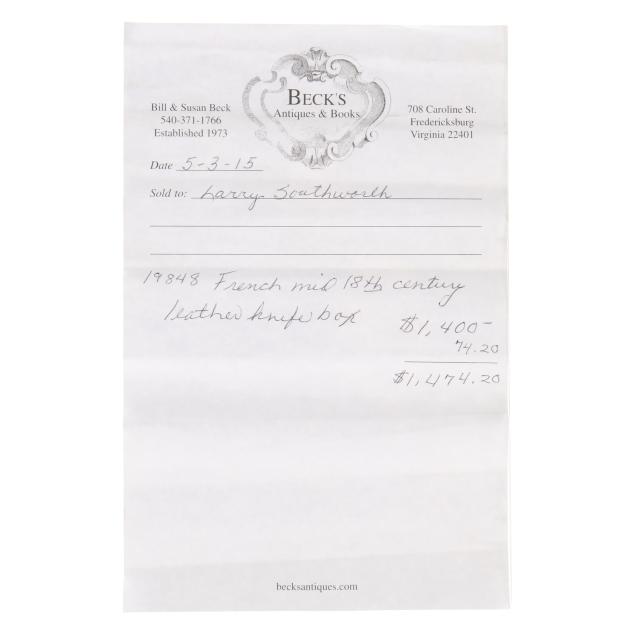 BECK'S
Antiques & Books
Bill & Susan Beck
540-371-1766
Established 1973
708 Caroline St.
Fredericksburg
Virginia 22401
Date 5-3-15
Sold to: Larry Southworth
19848 French mid 18th century
leather knife box $1,400-
74.20
$1,474.20
becksantiques.com